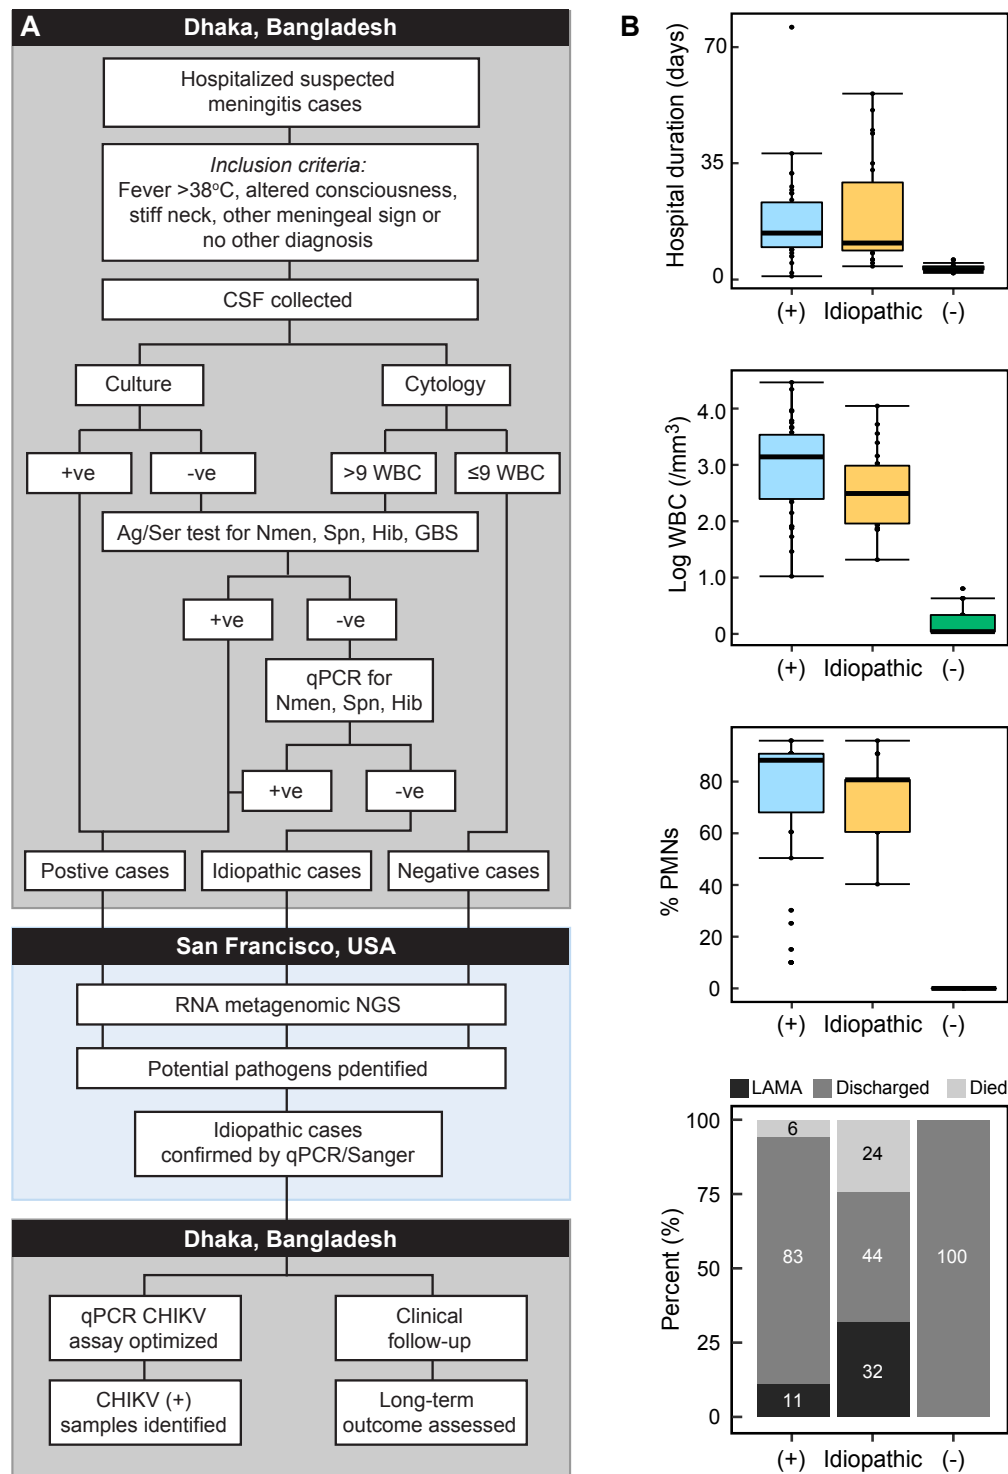 A
Dhaka, Bangladesh
Hospitalized suspected
meningitis cases
Inclusion criteria:
Fever >38°C, altered consciousness,
stiff neck, other meningeal sign or
no other diagnosis
CSF collected
Culture
Cytology
+ve
-ve
>9 WBC
≤9 WBC
Ag/Ser test for Nmen, Spn, Hib, GBS
+ve
-ve
qPCR for
Nmen, Spn, Hib
+ve
-ve
Postive cases
Idiopathic cases
Negative cases
San Francisco, USA
RNA metagenomic NGS
Potential pathogens pdentified
Idiopathic cases
confirmed by qPCR/Sanger
Dhaka, Bangladesh
qPCR CHIKV
assay optimized
Clinical
follow-up
CHIKV (+)
samples identified
Long-term
outcome assessed
B
Hospital duration (days)
70
35
0
(+) Idiopathic (-)
Log WBC (/mm³)
4.0
3.0
2.0
1.0
0
(+) Idiopathic (-)
% PMNs
80
60
40
20
0
(+) Idiopathic (-)
LAMA Discharged Died
Percent (%)
100
75
50
25
0
6
83
11
24
44
32
100
(+) Idiopathic (-)